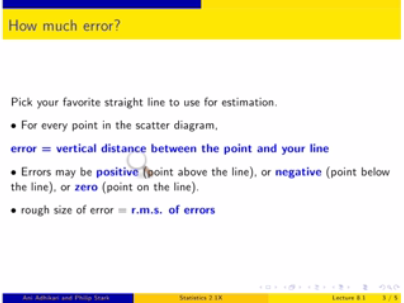 How much error?
Pick your favorite straight line to use for estimation.
• For every point in the scatter diagram,
error = vertical distance between the point and your line
• Errors may be positive (point above the line), or negative (point below
the line), or zero (point on the line).
• rough size of error = r.m.s. of errors
Ani Adhikari and Philip Stark Statistics 2.1X Lecture 8.1 3 / 5